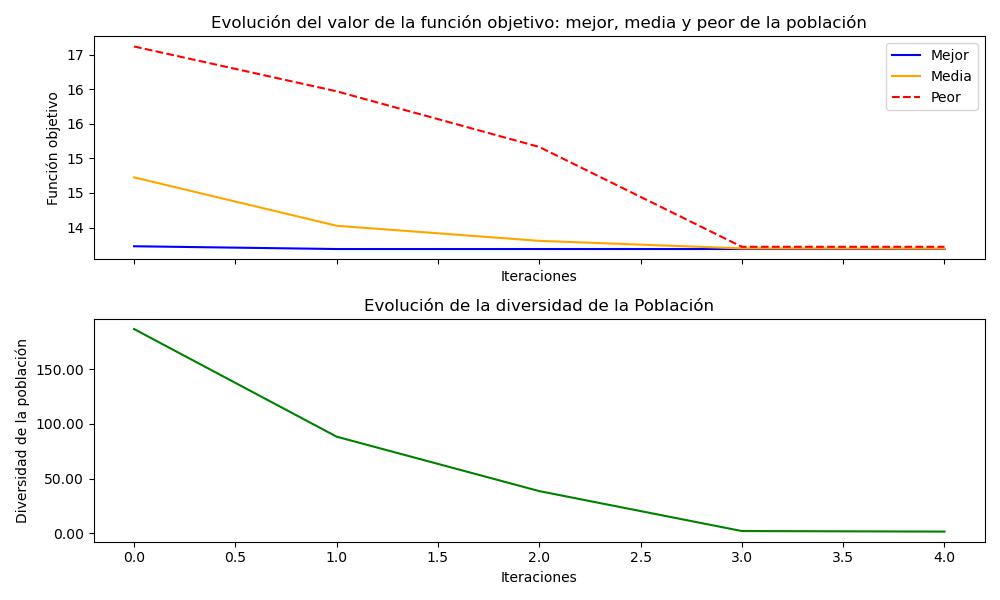 Evolución del valor de la función objetivo: mejor, media y peor de la población
Función objetivo
17
16
16
15
15
14
Mejor
Media
Peor
Iteraciones
Evolución de la diversidad de la Población
Diversidad de la población
150.00
100.00
50.00
0.00
0.0 0.5 1.0 1.5 2.0 2.5 3.0 3.5 4.0
Iteraciones